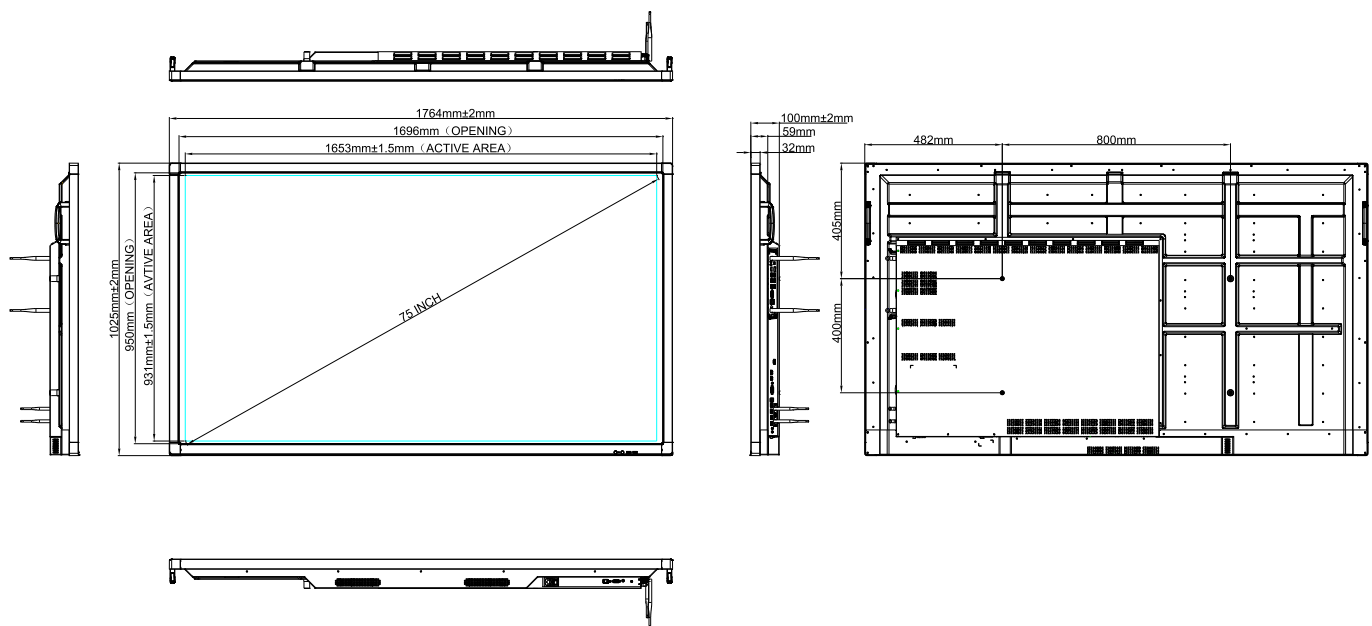 1764mm±2mm
1696mm（OPENING）
1653mm±1.5mm（ACTIVE AREA）
1025mm±2mm
950mm（OPENING）
931mm±1.5mm（AVTIVE AREA）
75 INCH
100mm±2mm
59mm
32mm
482mm
800mm
405mm
400mm